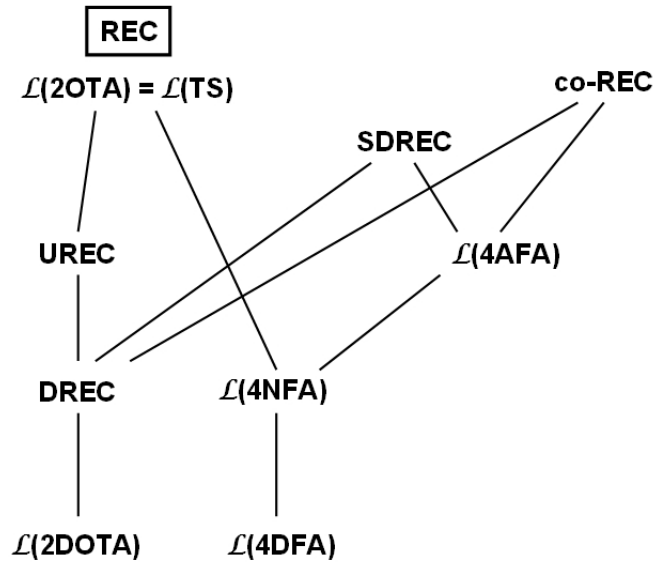 REC
ℒ(2OTA) = ℒ(TS)
co-REC
SDREC
UREC
ℒ(4AFA)
DREC
ℒ(4NFA)
ℒ(2DOTA)
ℒ(4DFA)